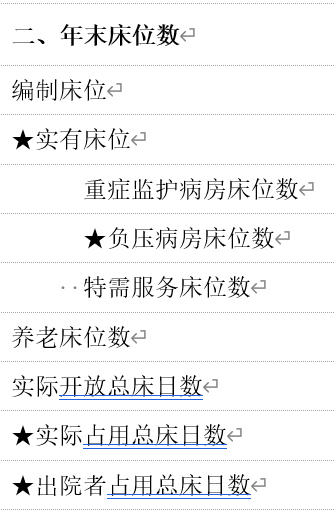 二、年末床位数
编制床位
★实有床位
重症监护病房床位数
★负压病房床位数
特需服务床位数
养老床位数
实际开放总床日数
★实际占用总床日数
★出院者占用总床日数